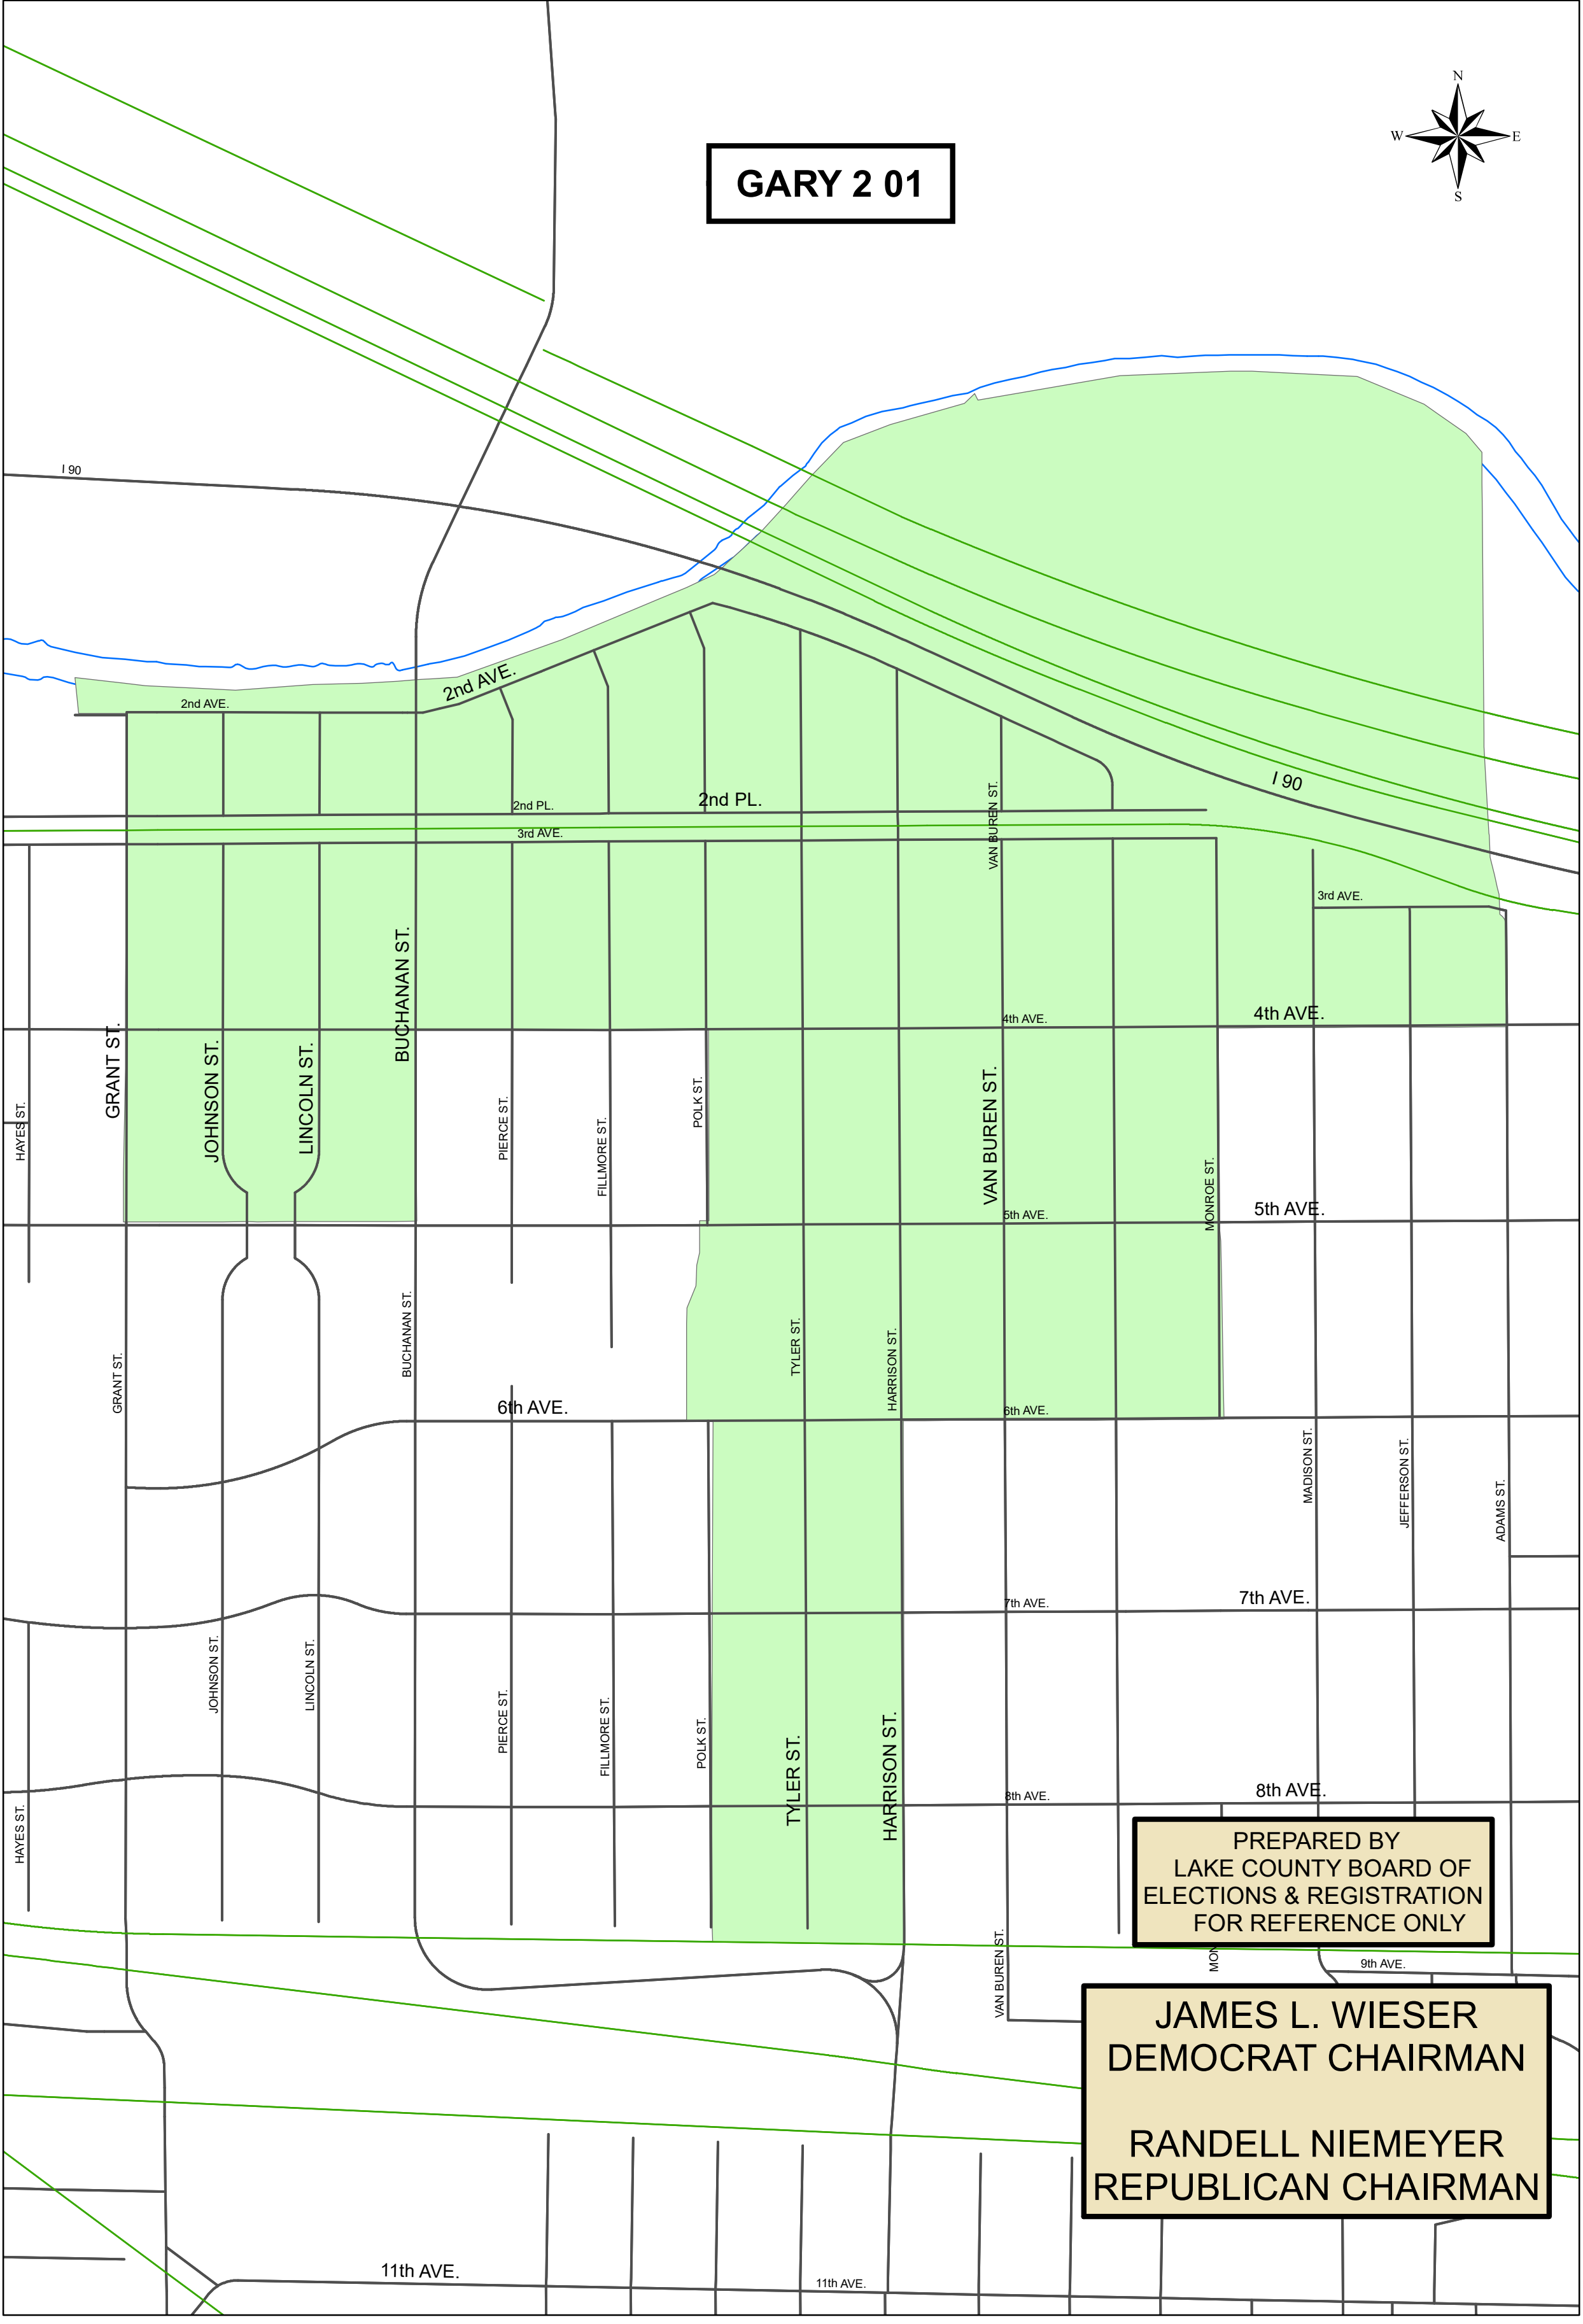 N
W E
S
GARY 2 01
I 90
2nd AVE.
2nd AVE.
I 90
2nd PL.
2nd PL.
VAN BUREN ST.
3rd AVE.
3rd AVE.
BUCHANAN ST.
4th AVE.
4th AVE.
GRANT ST.
JOHNSON ST.
LINCOLN ST.
HAYES ST.
PIERCE ST.
FILLMORE ST.
POLK ST.
VAN BUREN ST.
MONROE ST.
5th AVE.
5th AVE.
GRANT ST.
BUCHANAN ST.
TYLER ST.
HARRISON ST.
6th AVE.
6th AVE.
MADISON ST.
JEFFERSON ST.
ADAMS ST.
7th AVE.
7th AVE.
JOHNSON ST.
LINCOLN ST.
PIERCE ST.
FILLMORE ST.
POLK ST.
TYLER ST.
HARRISON ST.
8th AVE.
8th AVE.
HAYES ST.
PREPARED BY
LAKE COUNTY BOARD OF
ELECTIONS & REGISTRATION
FOR REFERENCE ONLY
VAN BUREN ST.
MON
9th AVE.
JAMES L. WIESER
DEMOCRAT CHAIRMAN
RANDELL NIEMEYER
REPUBLICAN CHAIRMAN
11th AVE.
11th AVE.